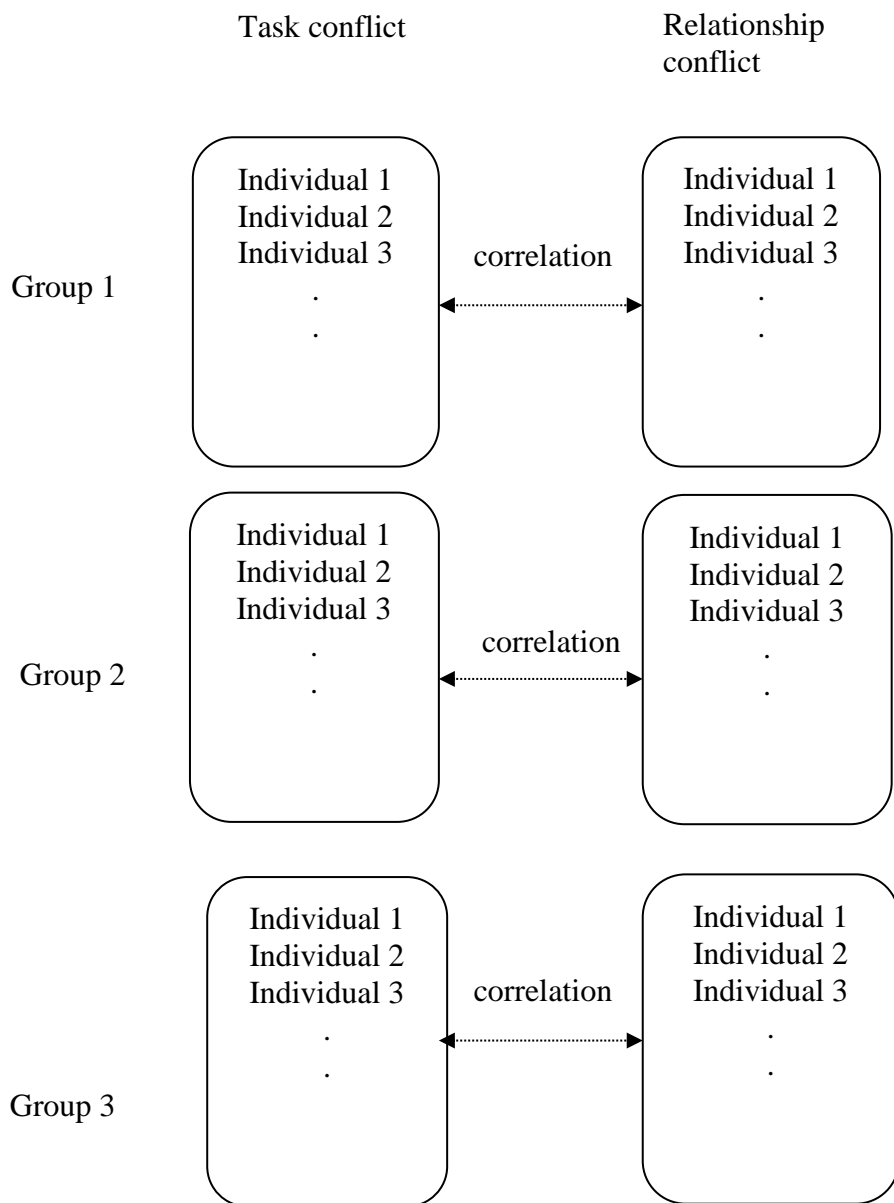 Task conflict
Relationship
conflict
Group 1
Individual 1
Individual 2
Individual 3
.
.
correlation
Individual 1
Individual 2
Individual 3
.
.
Group 2
Individual 1
Individual 2
Individual 3
.
.
correlation
Individual 1
Individual 2
Individual 3
.
.
Group 3
Individual 1
Individual 2
Individual 3
.
.
correlation
Individual 1
Individual 2
Individual 3
.
.